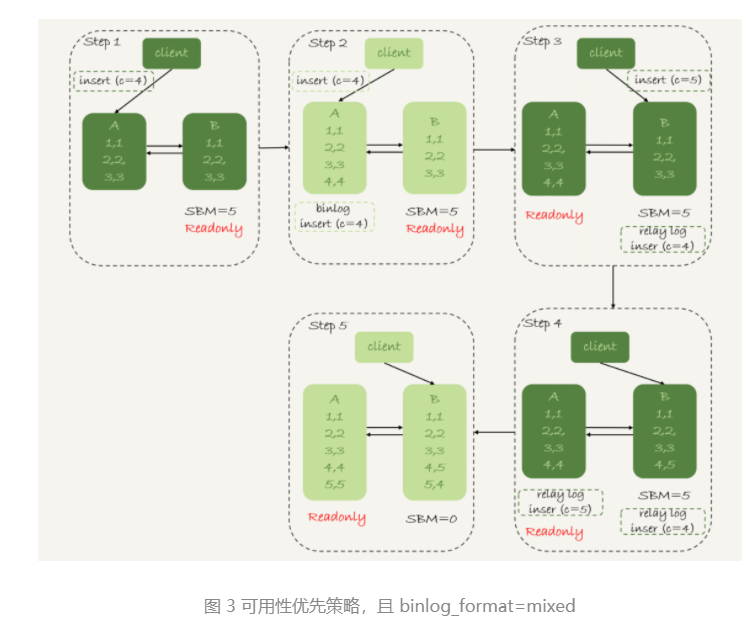 Step 1
client
insert (c=4)
A
1,1
2,2,
3,3
B
1,1
2,2,
3,3
SBM=5
Readonly
Step 2
client
insert (c=4)
A
1,1
2,2
3,3
4,4
B
1,1
2,2
3,3
binlog
insert (c=4)
SBM=5
Readonly
Step 3
client
insert (c=5)
A
1,1
2,2,
3,3
4,4
B
1,1
2,2,
3,3
Readonly
SBM=5
relay log
inser (c=4)
Step 4
client
A
1,1
2,2,
3,3
4,4
B
1,1
2,2,
3,3
4,5
relay log
inser (c=5)
Readonly
SBM=5
relay log
inser (c=4)
Step 5
client
A
1,1
2,2
3,3
4,4
5,5
B
1,1
2,2
3,3
4,5
5,4
Readonly
SBM=0
图 3 可用性优先策略，且 binlog_format=mixed